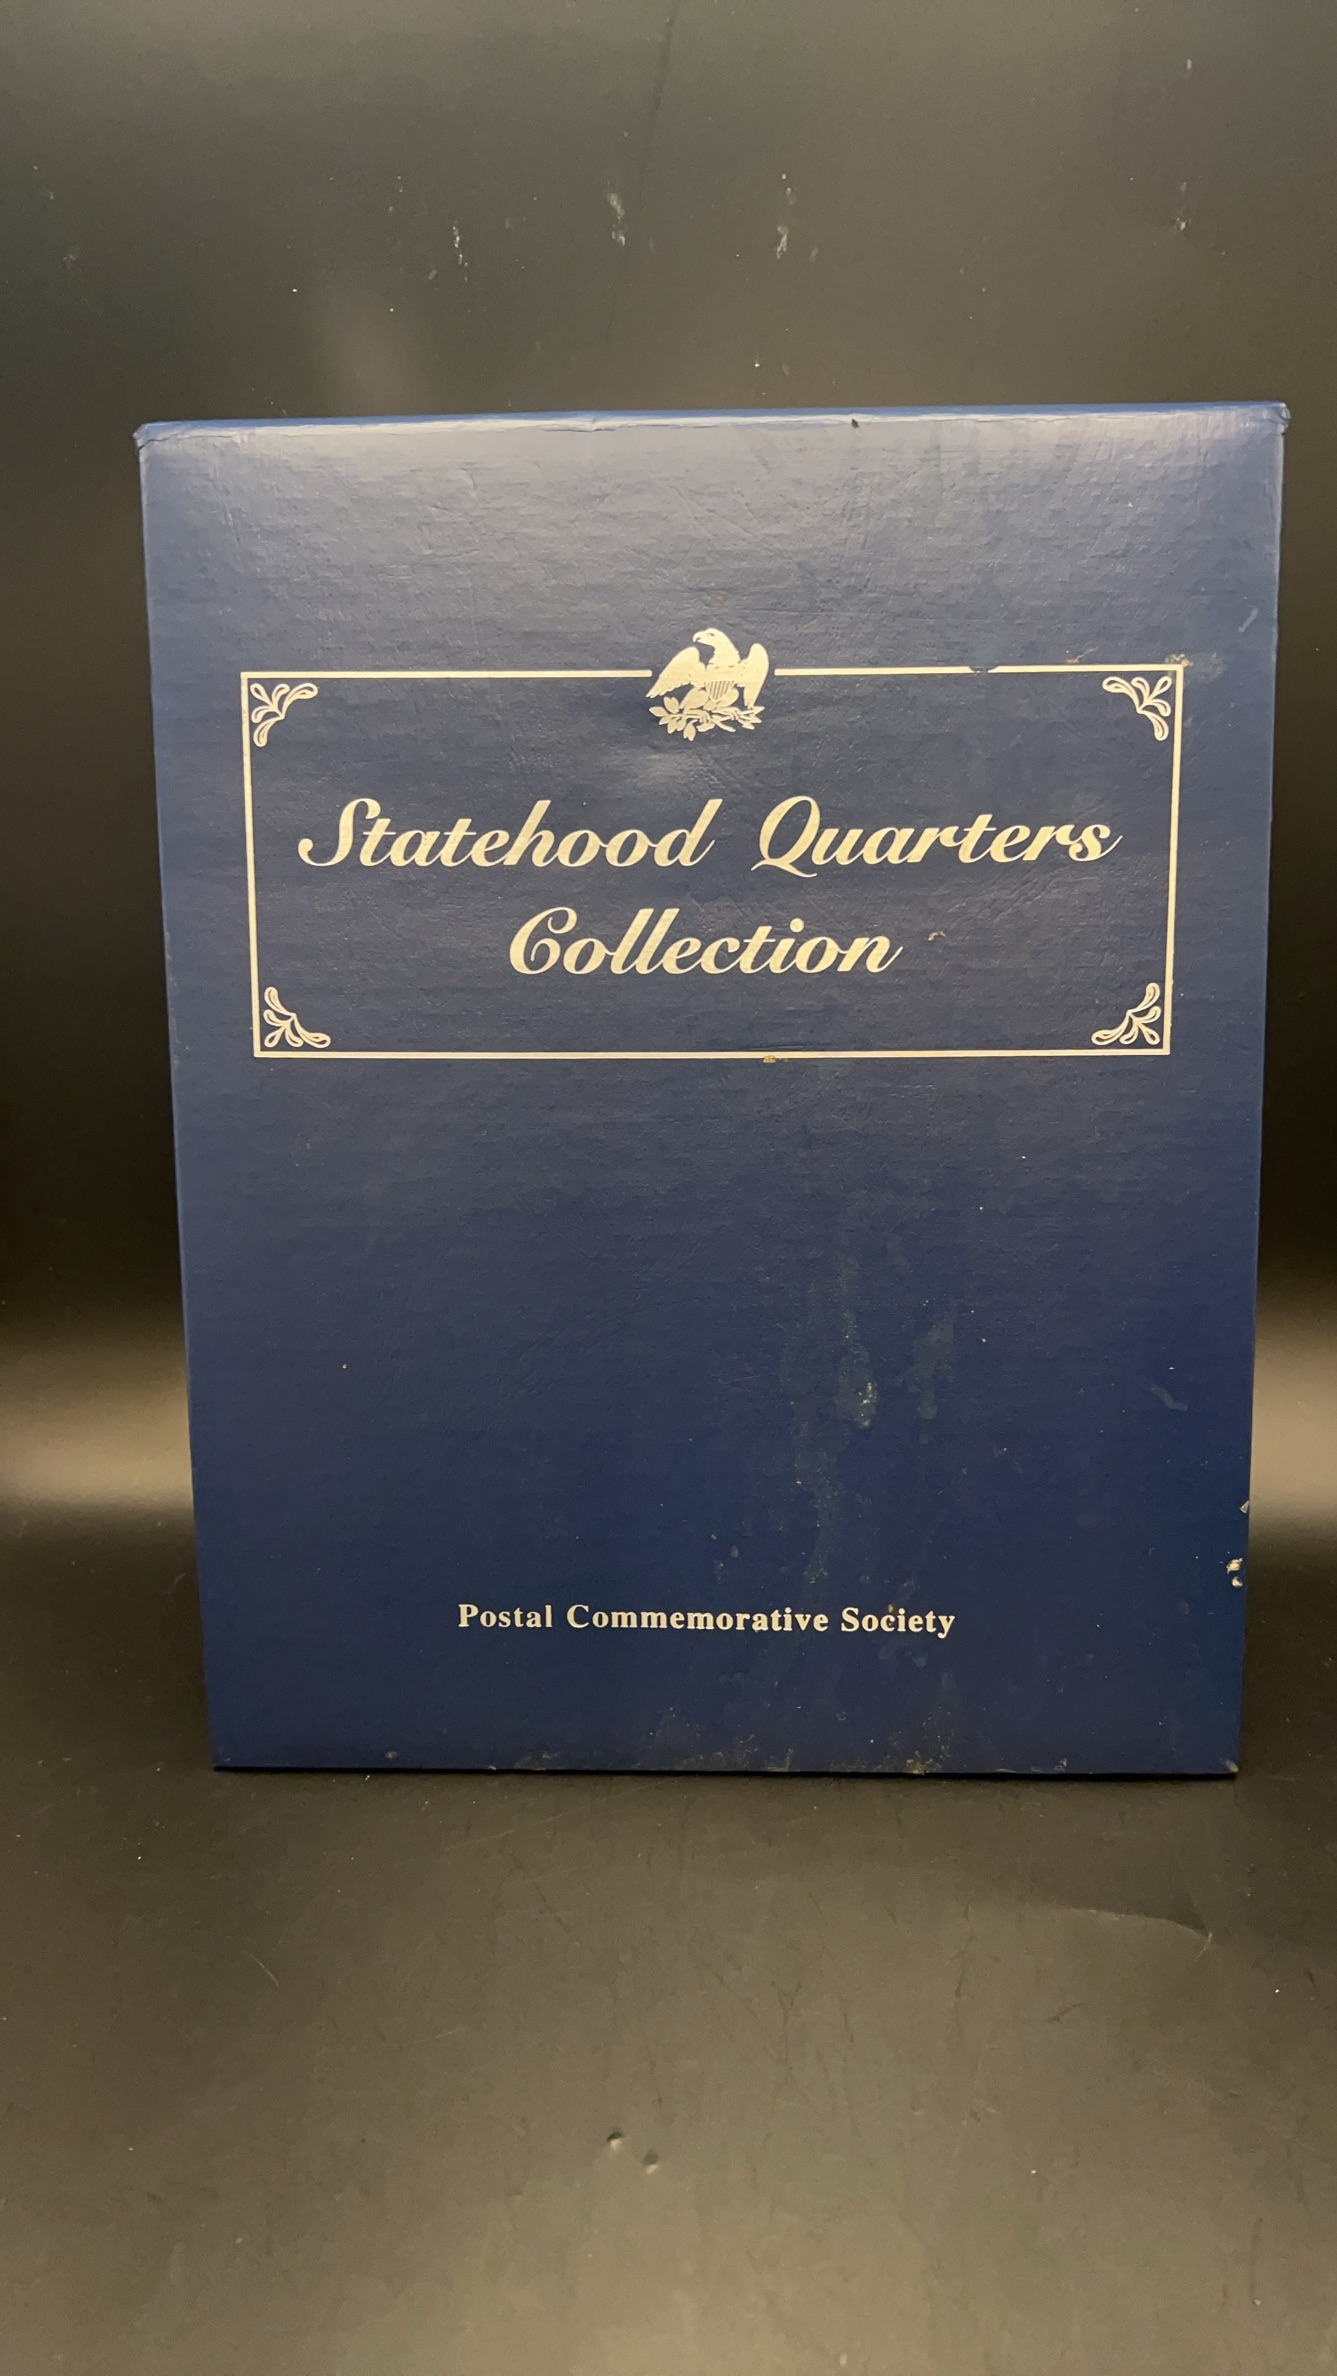 Statehood Quarters
Collection
Postal Commemorative Society